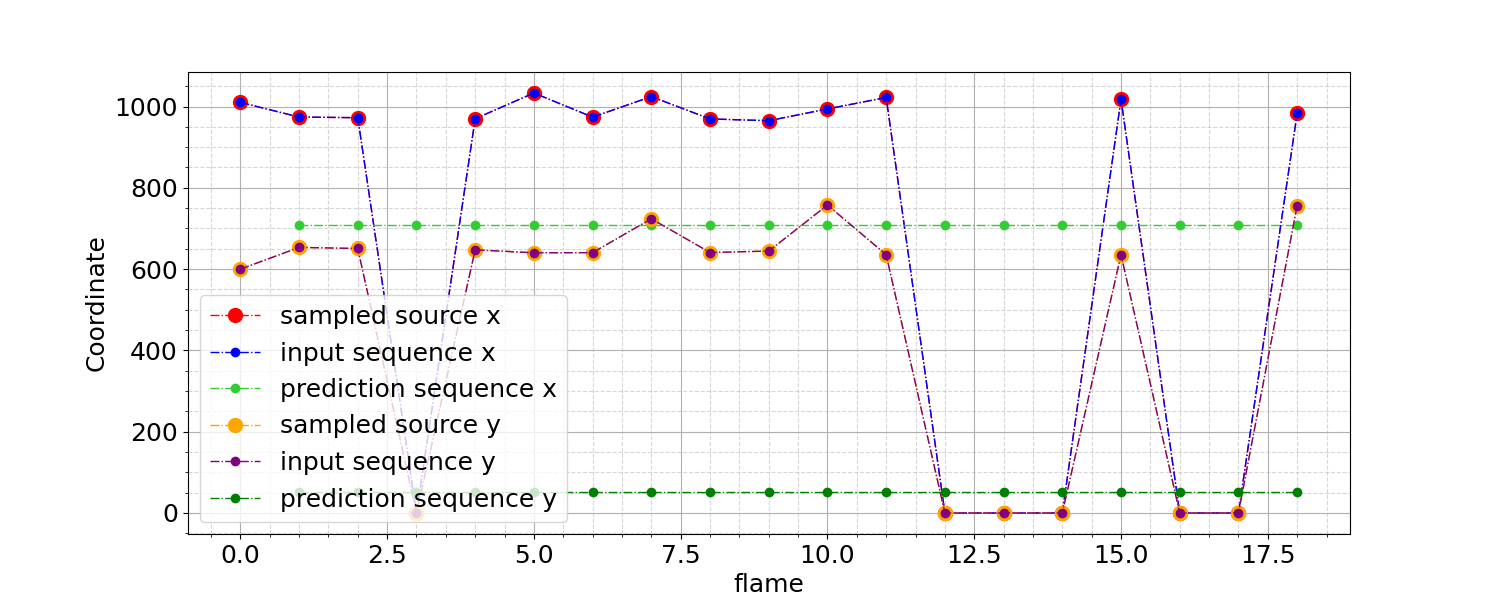 1000
800
600
400
200
0
Coordinate
sampled source x
input sequence x
prediction sequence x
sampled source y
input sequence y
prediction sequence y
0.0 2.5 5.0 7.5 10.0 12.5 15.0 17.5
flame